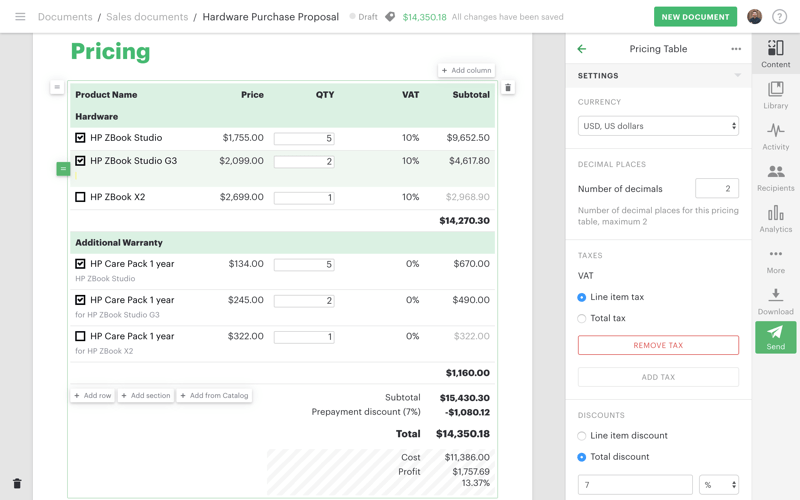 Documents / Sales documents / Hardware Purchase Proposal Draft $14,350.18 All changes have been saved NEW DOCUMENT ?
Pricing
+ Add column
Product Name Price QTY VAT Subtotal
Hardware
HP ZBook Studio $1,755.00 5 10% $9,652.50
HP ZBook Studio G3 $2,099.00 2 10% $4,617.80
HP ZBook X2 $2,699.00 1 10% $2,968.90
$14,270.30
Additional Warranty
HP Care Pack 1 year $134.00 5 0% $670.00
HP ZBook Studio
HP Care Pack 1 year $245.00 2 0% $490.00
for HP ZBook Studio G3
HP Care Pack 1 year $322.00 1 0% $322.00
for HP ZBook X2
$1,160.00
+ Add row + Add section + Add from Catalog
Subtotal $15,430.30
Prepayment discount (7%) -$1,080.12
Total $14,350.18
Cost $11,386.00
Profit $1,757.69
13.37%
Pricing Table
SETTINGS
CURRENCY
USD, US dollars
DECIMAL PLACES
Number of decimals 2
Number of decimal places for this pricing
table, maximum 2
TAXES
VAT
Line item tax
Total tax
REMOVE TAX
ADD TAX
DISCOUNTS
Line item discount
Total discount
7 %
Content
Library
Activity
Recipients
Analytics
More
Download
Send